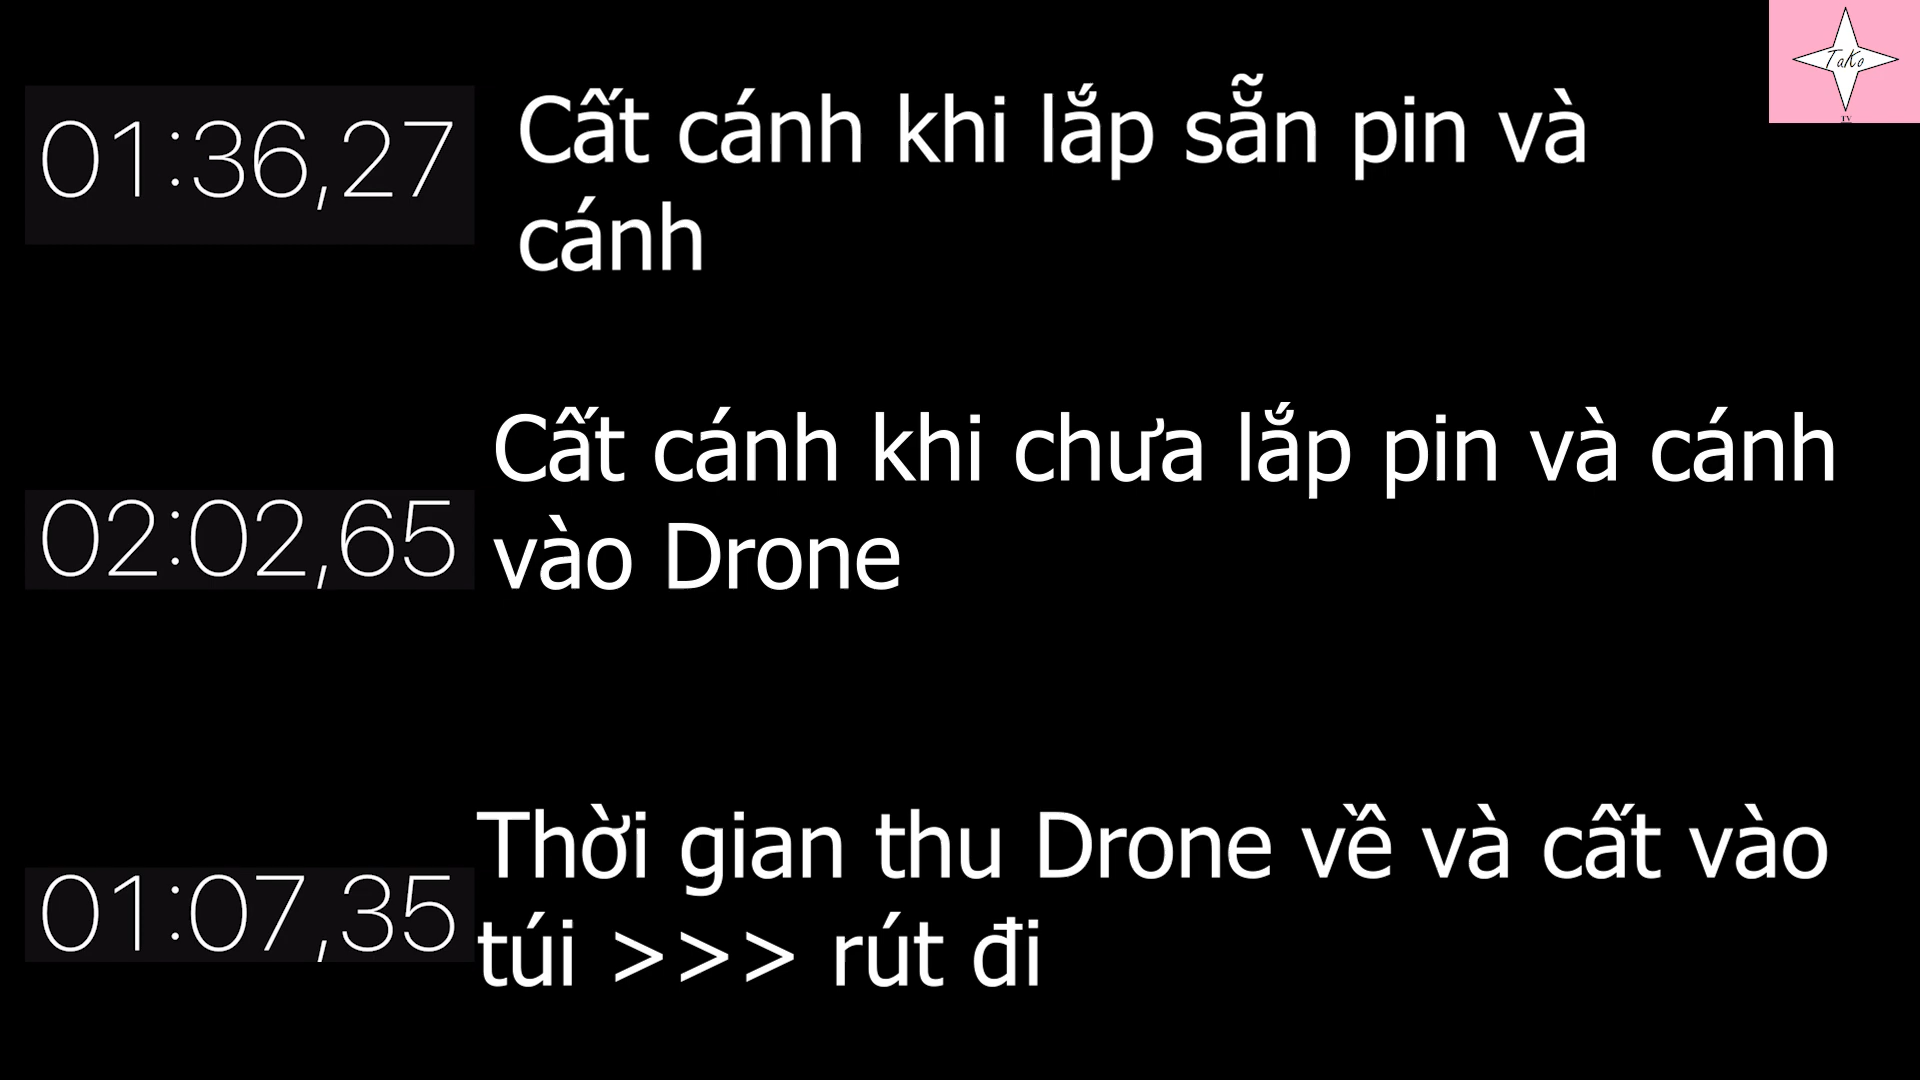 TaKo
TV
01:36,27
Cất cánh khi lắp sẵn pin và
cánh
02:02,65
Cất cánh khi chưa lắp pin và cánh
vào Drone
01:07,35
Thời gian thu Drone về và cất vào
túi >>> rút đi